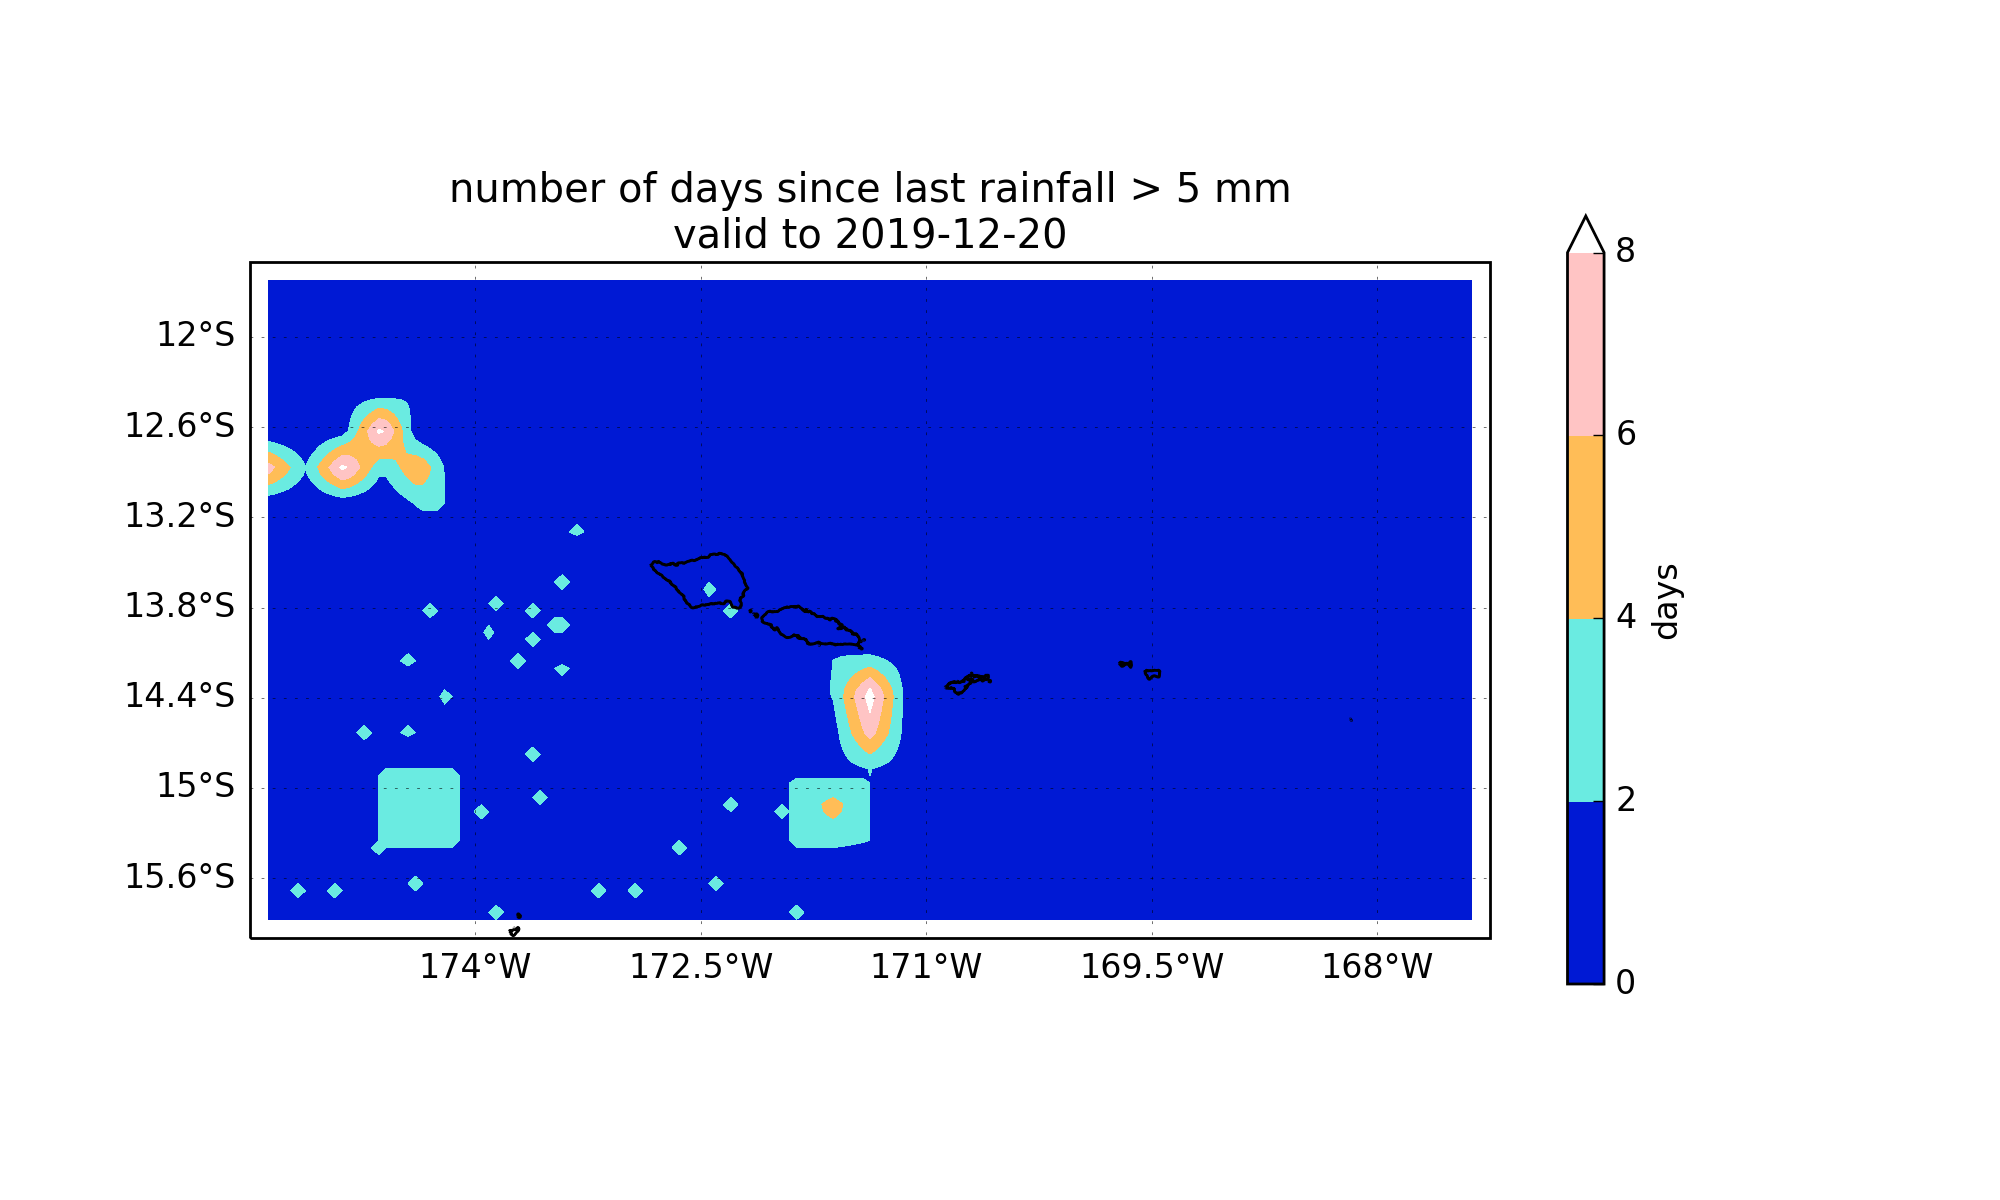 number of days since last rainfall > 5 mm
valid to 2019-12-20
12°S
12.6°S
13.2°S
13.8°S
14.4°S
15°S
15.6°S
174°W
172.5°W
171°W
169.5°W
168°W
8
6
4
2
0
days